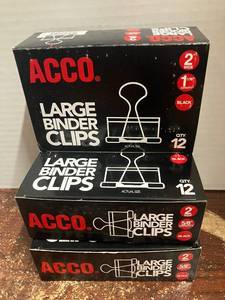 ACCO®
2"
LARGE
BINDER
CLIPS
BLACK
ACTUAL SIZE
QTY.
12
LARGE
BINDER
CLIPS
ACTUAL SIZE
QTY.
12
ACCO
LARGE
BINDER
CLIPS
2"
BLACK
ACCO
LARGE
BINDER
CLIPS
2"